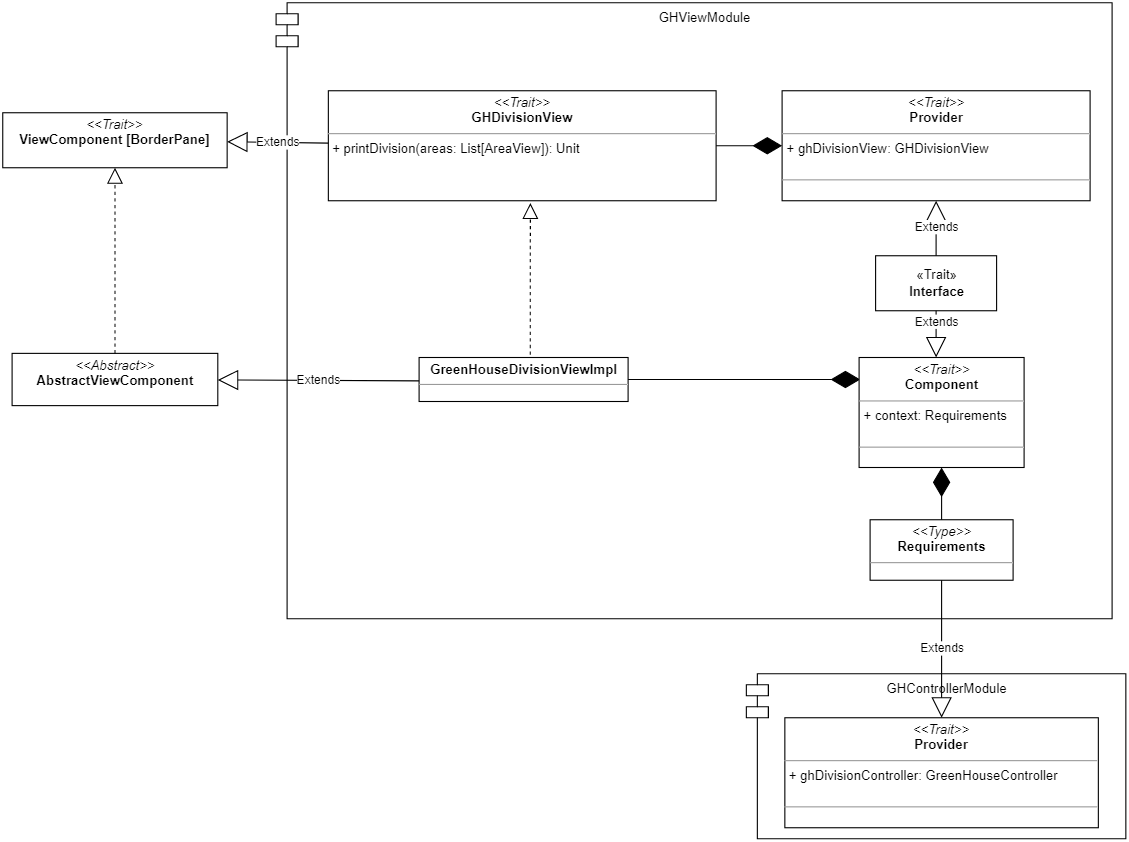 GHViewModule
<<Trait>>
ViewComponent [BorderPane]
Extends
<<Trait>>
GHDivisionView
+ printDivision(areas: List[AreaView]): Unit
<<Trait>>
Provider
+ ghDivisionView: GHDivisionView
Extends
«Trait»
Interface
Extends
<<Abstract>>
AbstractViewComponent
Extends
GreenHouseDivisionViewImpl
<<Trait>>
Component
+ context: Requirements
<<Type>>
Requirements
Extends
GHControllerModule
<<Trait>>
Provider
+ ghDivisionController: GreenHouseController